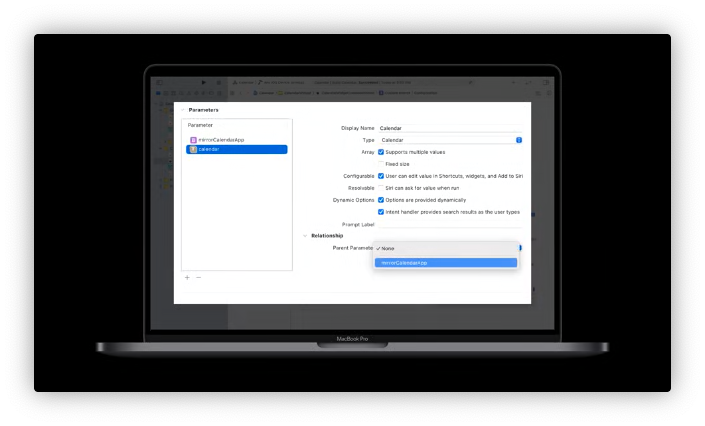 Parameters
Parameter
mirrorCalendarApp
calendar
Display Name Calendar
Type Calendar
Array Supports multiple values
Fixed size
Configurable User can edit value in Shortcuts, widgets, and Add to Siri
Resolvable Siri can ask for value when run
Dynamic Options Options are provided dynamically
Intent handler provides search results as the user types
Prompt Label
Relationship
Parent Parameter None
mirrorCalendarApp
MacBook Pro